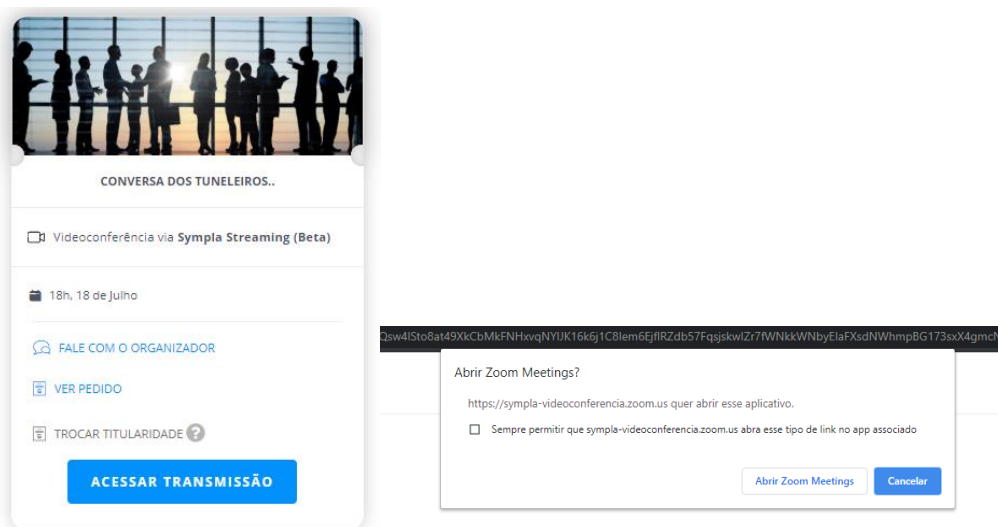 CONVERSA DOS TUNELEIROS..
Videoconferência via Sympla Streaming (Beta)
18h, 18 de Julho
FALE COM O ORGANIZADOR
VER PEDIDO
TROCAR TITULARIDADE ?
ACESSAR TRANSMISSÃO
Abrir Zoom Meetings?
https://sympla-videoconferencia.zoom.us quer abrir esse aplicativo.
Sempre permitir que sympla-videoconferencia.zoom.us abra esse tipo de link no app associado
Abrir Zoom Meetings
Cancelar